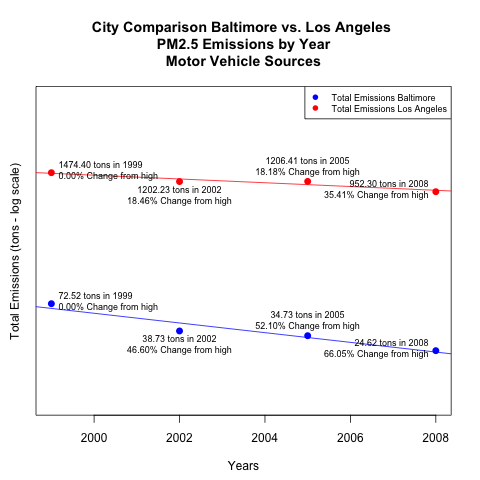 City Comparison Baltimore vs. Los Angeles
PM2.5 Emissions by Year
Motor Vehicle Sources
Total Emissions Baltimore
Total Emissions Los Angeles
1474.40 tons in 1999
0.00% Change from high
1202.23 tons in 2002
18.46% Change from high
1206.41 tons in 2005
18.18% Change from high
952.30 tons in 2008
35.41% Change from high
72.52 tons in 1999
0.00% Change from high
38.73 tons in 2002
46.60% Change from high
34.73 tons in 2005
52.10% Change from high
24.62 tons in 2008
66.05% Change from high
Total Emissions (tons - log scale)
2000 2002 2004 2006 2008
Years